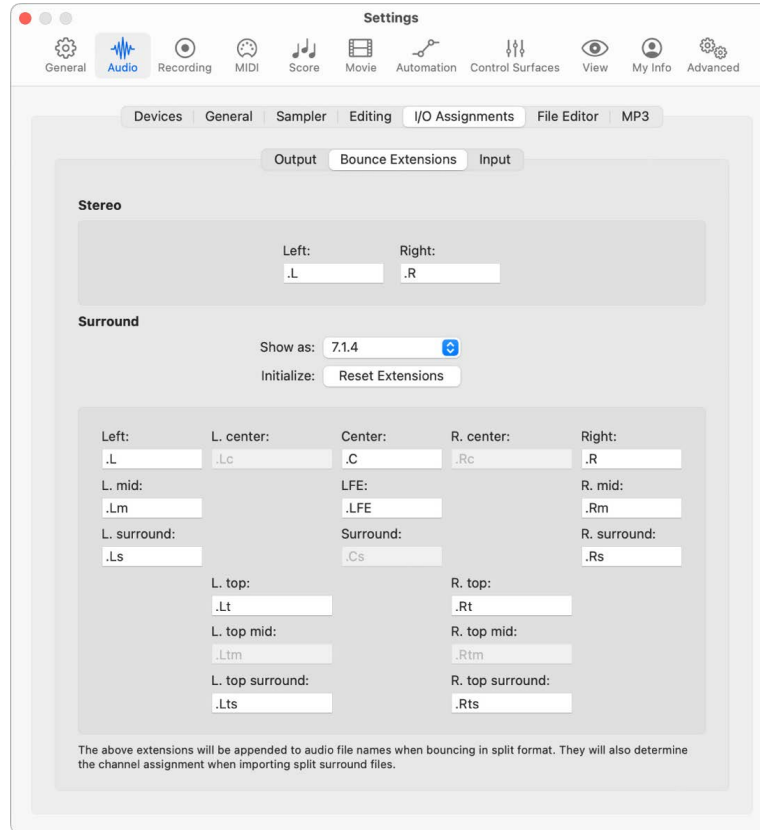 Settings
General Audio Recording MIDI Score Movie Automation Control Surfaces View My Info Advanced
Devices General Sampler Editing I/O Assignments File Editor MP3
Output Bounce Extensions Input
Stereo
Left: Right:
.L .R
Surround
Show as: 7.1.4
Initialize: Reset Extensions
Left: L. center: Center: R. center: Right:
.L .Lc .C .Rc .R
L. mid: LFE: R. mid:
.Lm .LFE .Rm
L. surround: Surround: R. surround:
.Ls .Cs .Rs
L. top: R. top:
.Lt .Rt
L. top mid: R. top mid:
.Ltm .Rtm
L. top surround: R. top surround:
.Lts .Rts
The above extensions will be appended to audio file names when bouncing in split format. They will also determine
the channel assignment when importing split surround files.